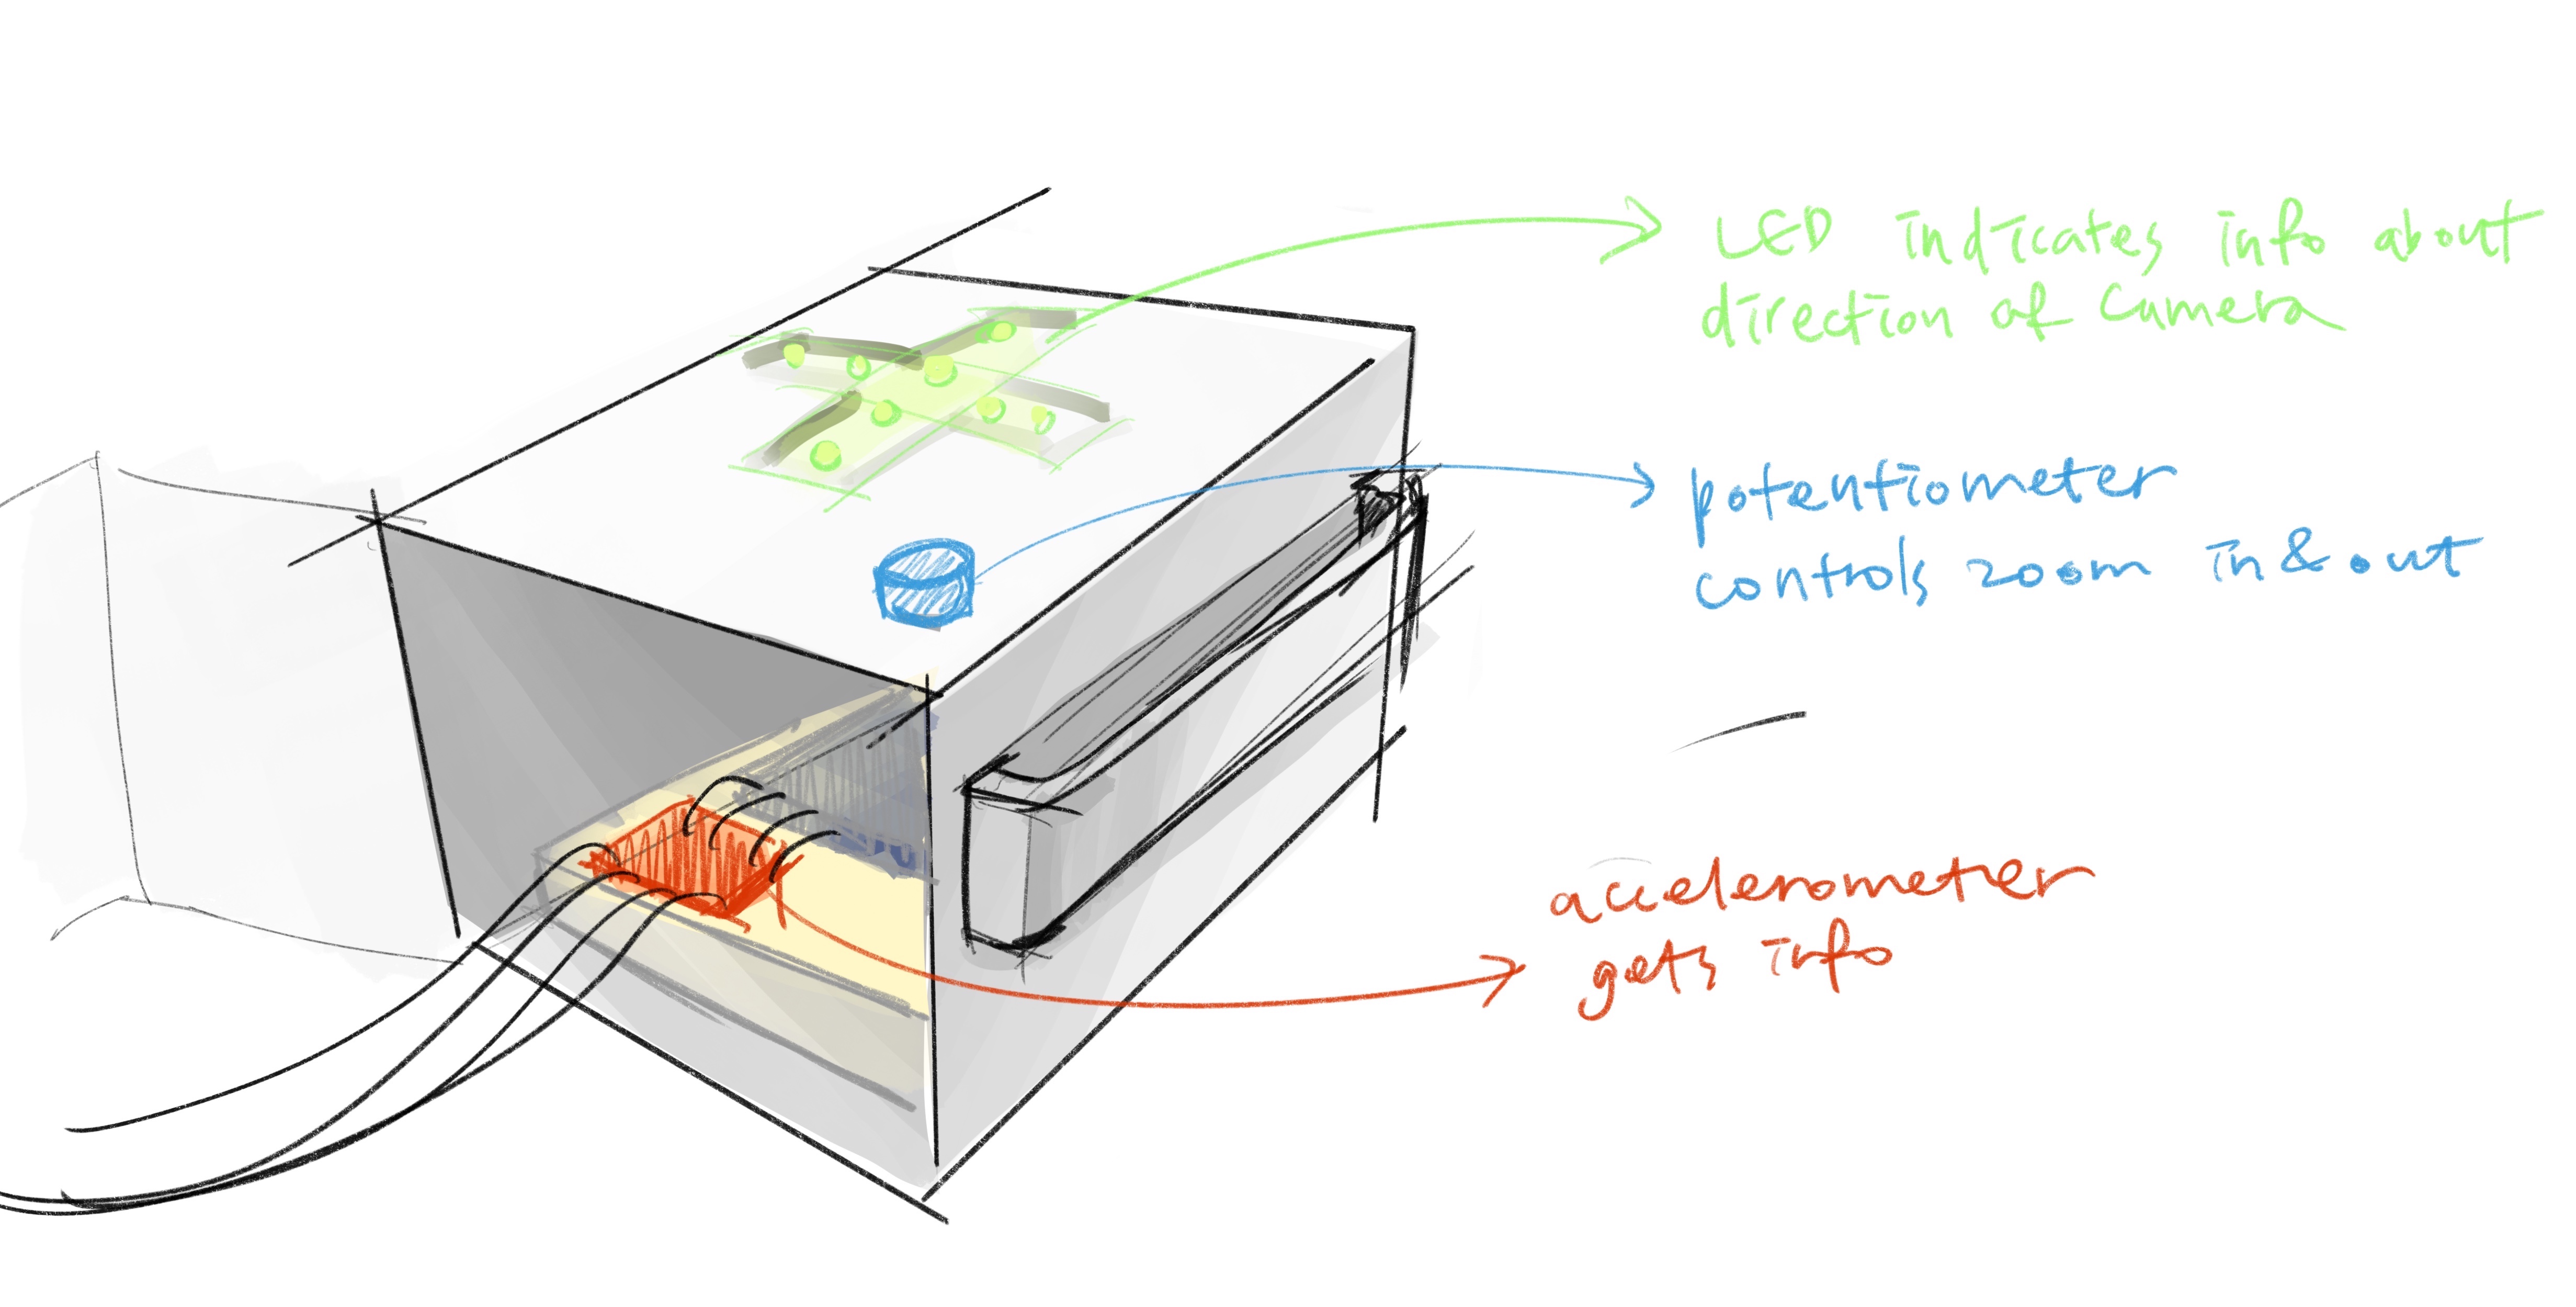 LED indicates info about
direction of camera
potentiometer
controls zoom in & out
accelerometer
gets info